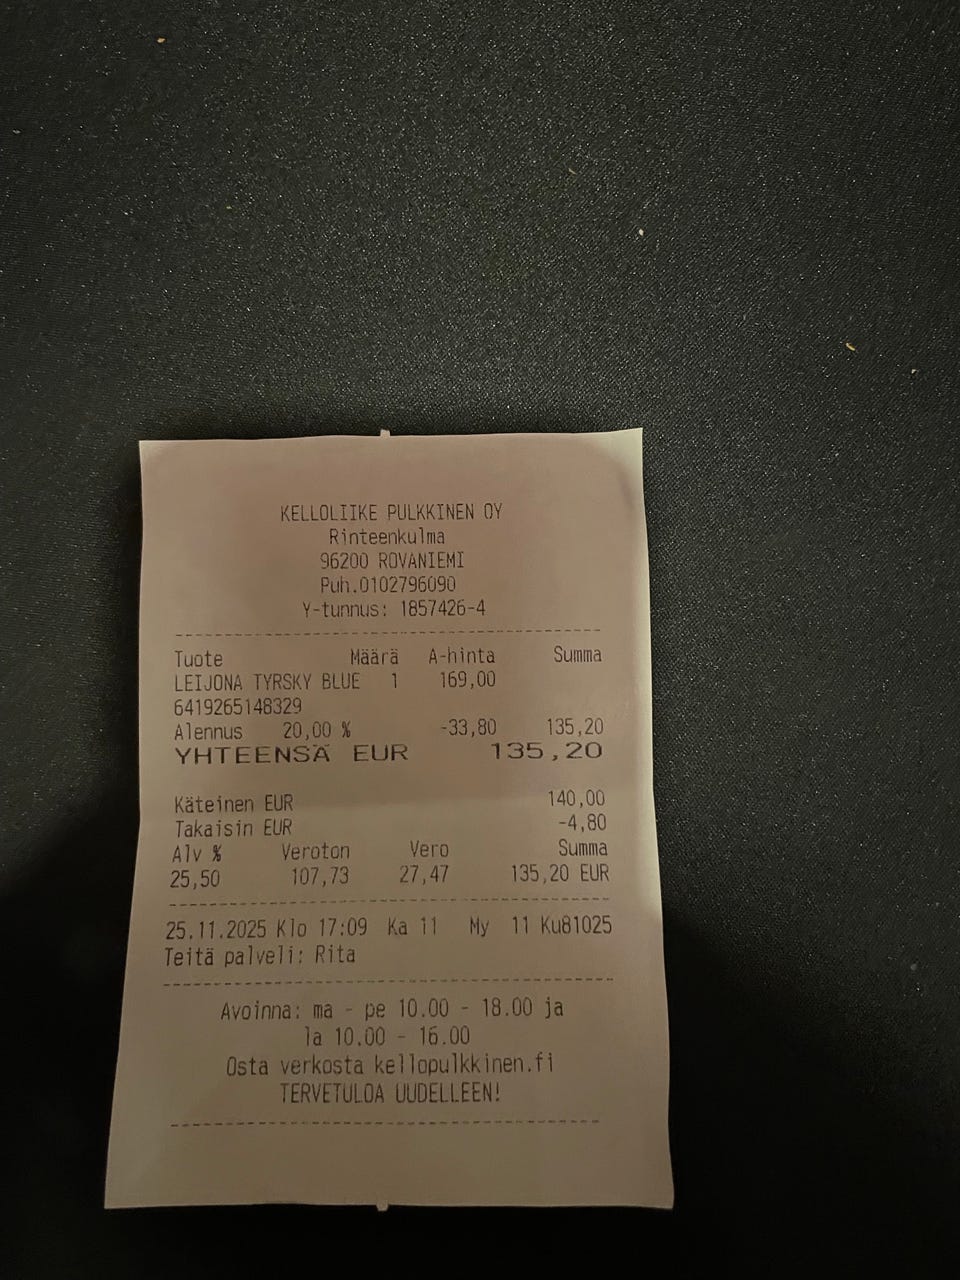 KELLOLIIKE PULKKINEN OY
Rinteenkulma
96200 ROVANIEMI
Puh.0102796090
Y-tunnus: 1857426-4
Tuote Määrä A-hinta Summa
LEIJONA TYRSKY BLUE 1 169,00
6419265148329
Alennus 20,00 % -33,80 135,20
YHTEENSÄ EUR 135,20
Käteinen EUR 140,00
Takaisin EUR -4,80
Alv % Veroton Vero Summa
25,50 107,73 27,47 135,20 EUR
25.11.2025 Klo 17:09 Ka 11 My 11 Ku81025
Teitä palveli: Rita
Avoinna: ma - pe 10.00 - 18.00 ja
la 10.00 - 16.00
Osta verkosta kellopulkkinen.fi
TERVETULOA UUDELLEEN!